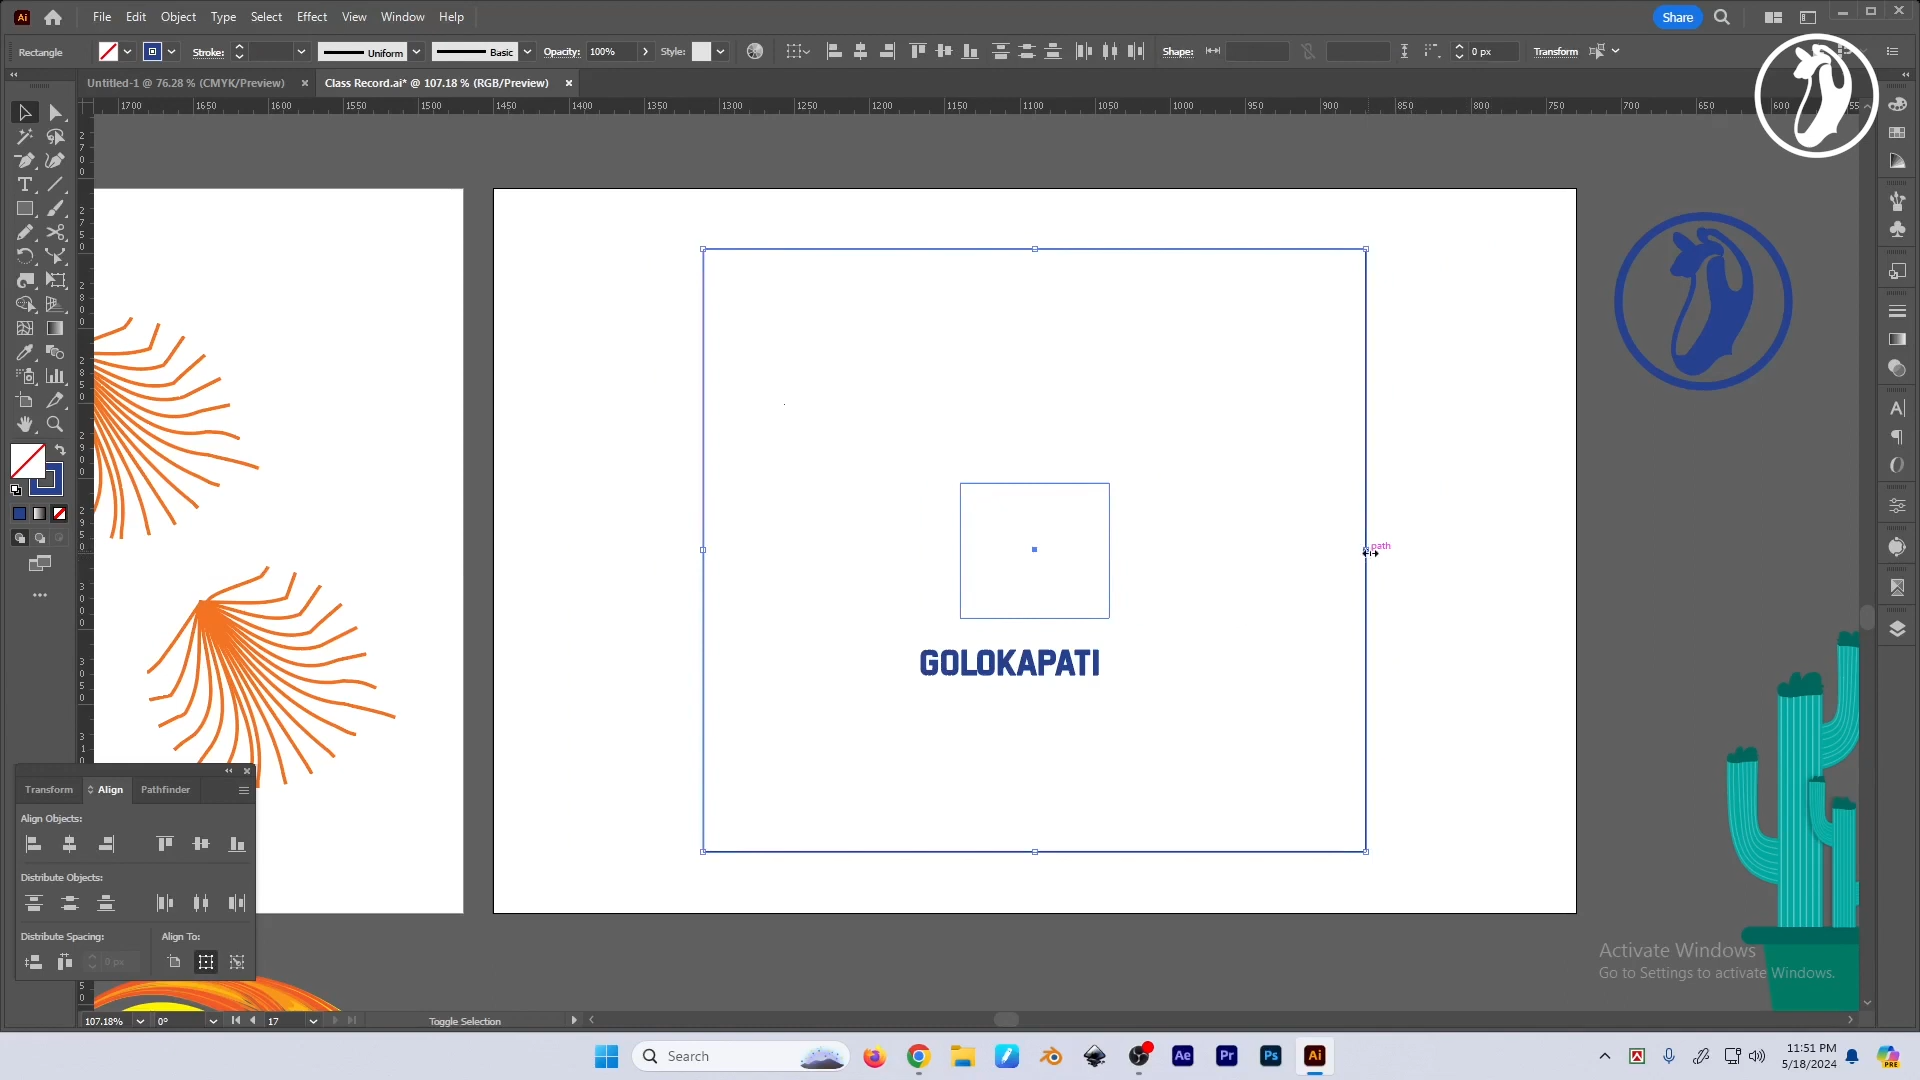 File Edit Object Type Select Effect View Window Help
Share
Rectangle
Stroke:
Uniform
Basic
Opacity: 100%
Style:
Shape:
0 px
Transform
Untitled-1 @ 76.28 % (CMYK/Preview)
Class Record.ai* @ 107.18 % (RGB/Preview)
1700 1650 1600 1550 1500 1450 1400 1350 1300 1250 1200 1150 1100 1050 1000 950 900 850 800 750 700 650 600
path
GOLOKAPATI
Transform
Align
Pathfinder
Align Objects:
Distribute Objects:
Distribute Spacing:
Align To:
0 px
Activate Windows
Go to Settings to activate Windows.
107.18%
0°
17
Toggle Selection
Search
Ae
Pr
Ps
Ai
11:51 PM
5/18/2024